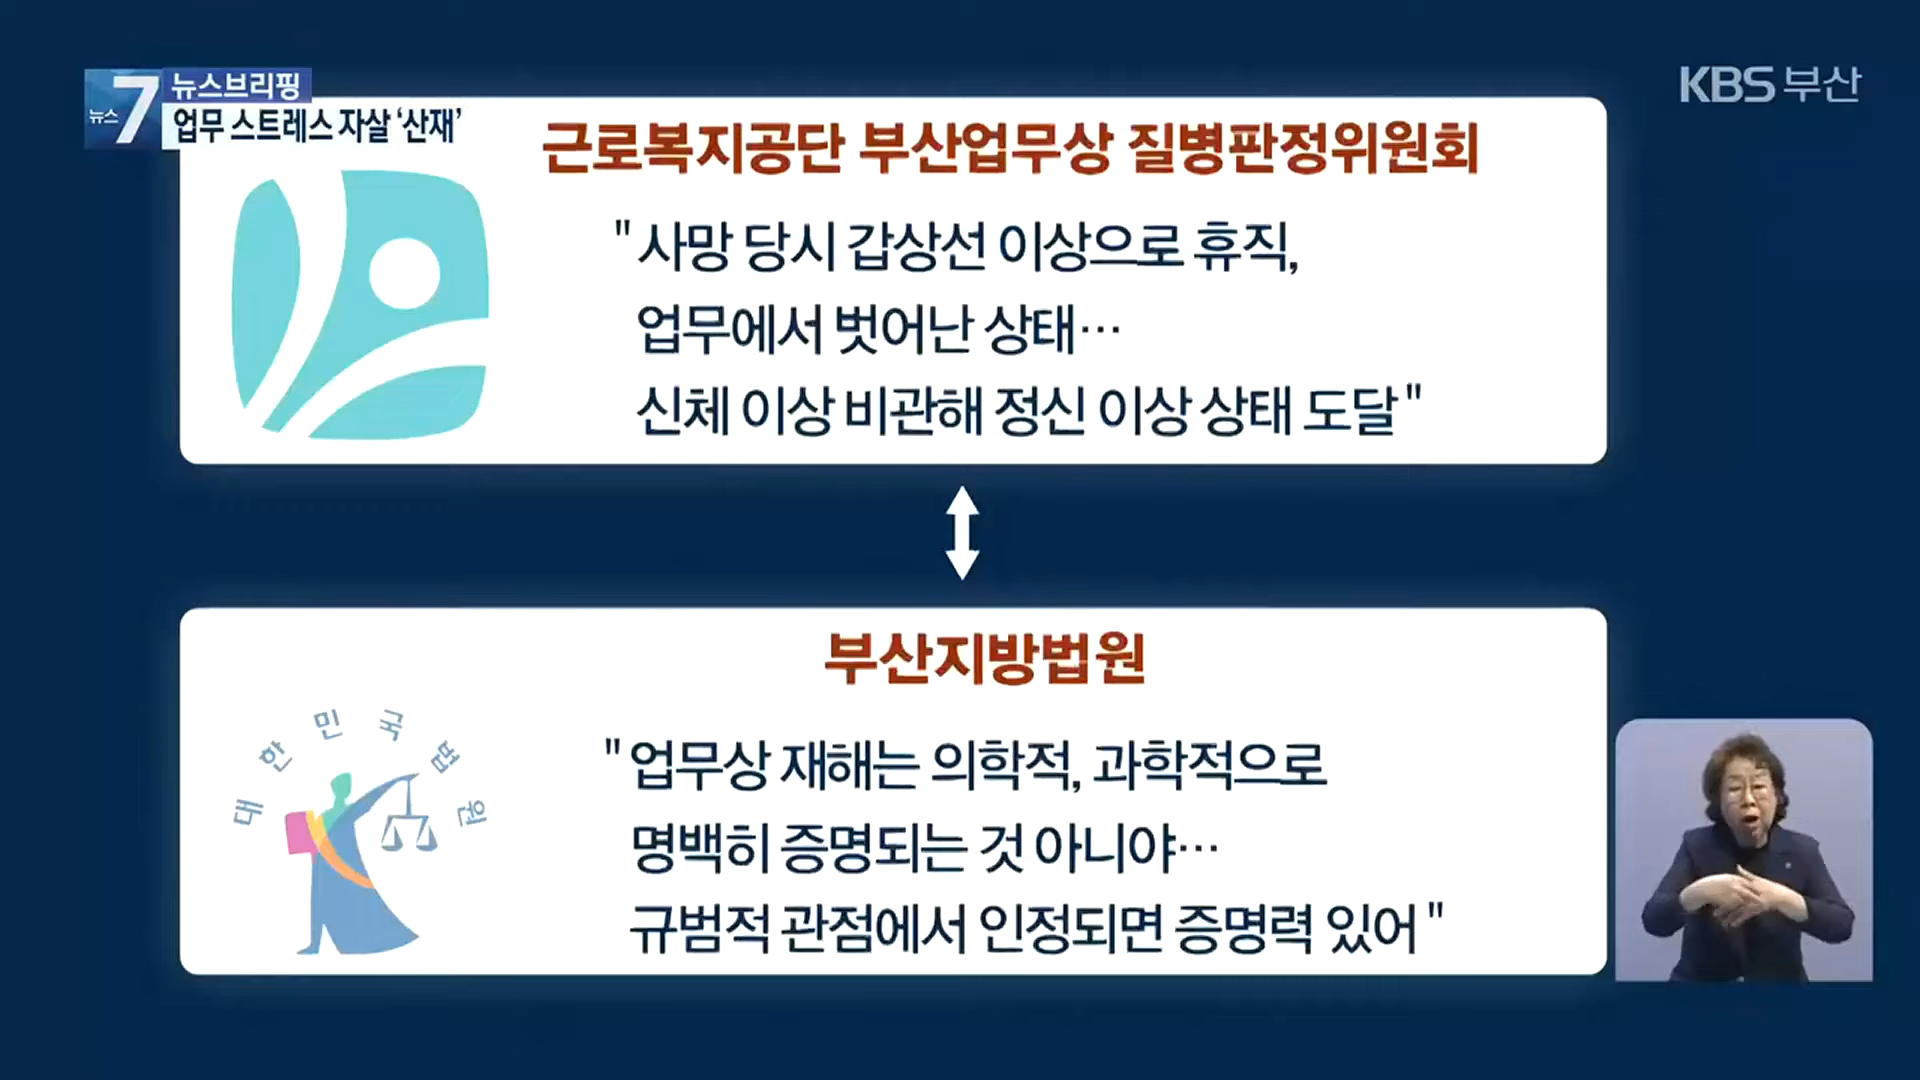 뉴스7
뉴스브리핑
업무 스트레스 자살 ‘산재’
KBS 부산
근로복지공단 부산업무상 질병판정위원회
"사망 당시 갑상선 이상으로 휴직,
업무에서 벗어난 상태…
신체 이상 비관해 정신 이상 상태 도달"
부산지방법원
대한민국법원
"업무상 재해는 의학적, 과학적으로
명백히 증명되는 것 아니야…
규범적 관점에서 인정되면 증명력 있어"